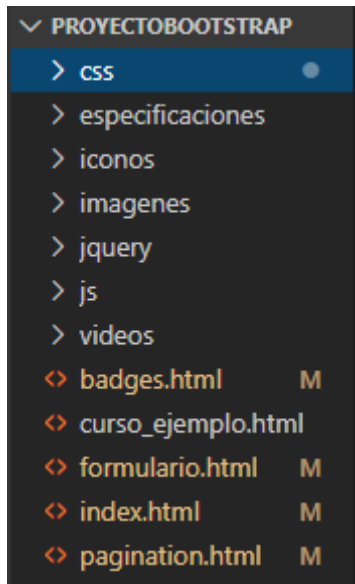 PROYECTOBOOTSTRAP
css
especificaciones
iconos
imagenes
jquery
js
videos
badges.html M
curso_ejemplo.html
formulario.html M
index.html M
pagination.html M